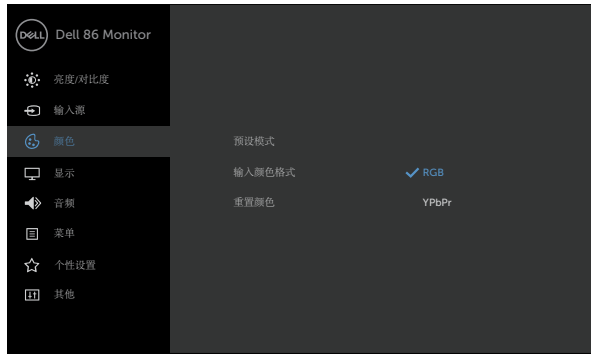 DELL
Dell 86 Monitor
亮度/对比度
输入源
颜色
显示
音频
菜单
个性设置
其他
预设模式
输入颜色格式 RGB
重置颜色 YPbPr